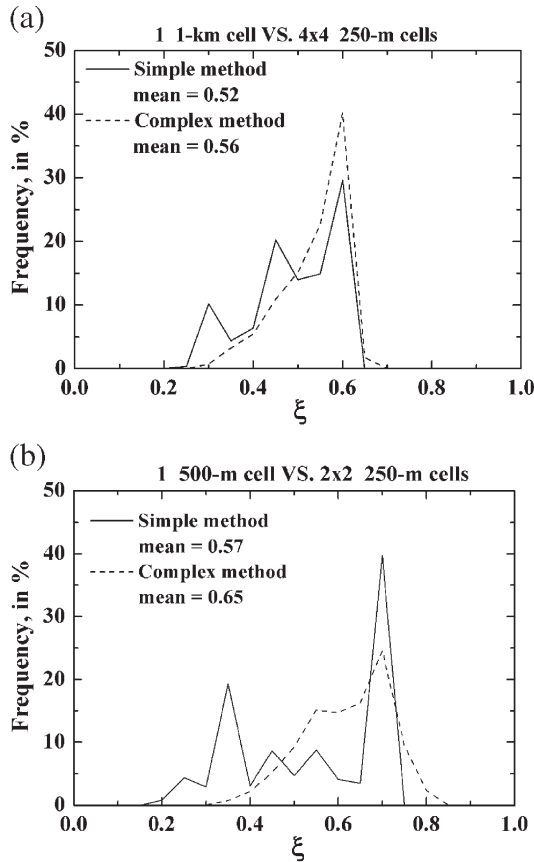 (a)
1 1-km cell VS. 4x4 250-m cells
50
40
30
20
10
0
Frequency, in %
Simple method
mean = 0.52
Complex method
mean = 0.56
0.0 0.2 0.4 0.6 0.8 1.0
ξ
(b)
1 500-m cell VS. 2x2 250-m cells
50
40
30
20
10
0
Frequency, in %
Simple method
mean = 0.57
Complex method
mean = 0.65
0.0 0.2 0.4 0.6 0.8 1.0
ξ